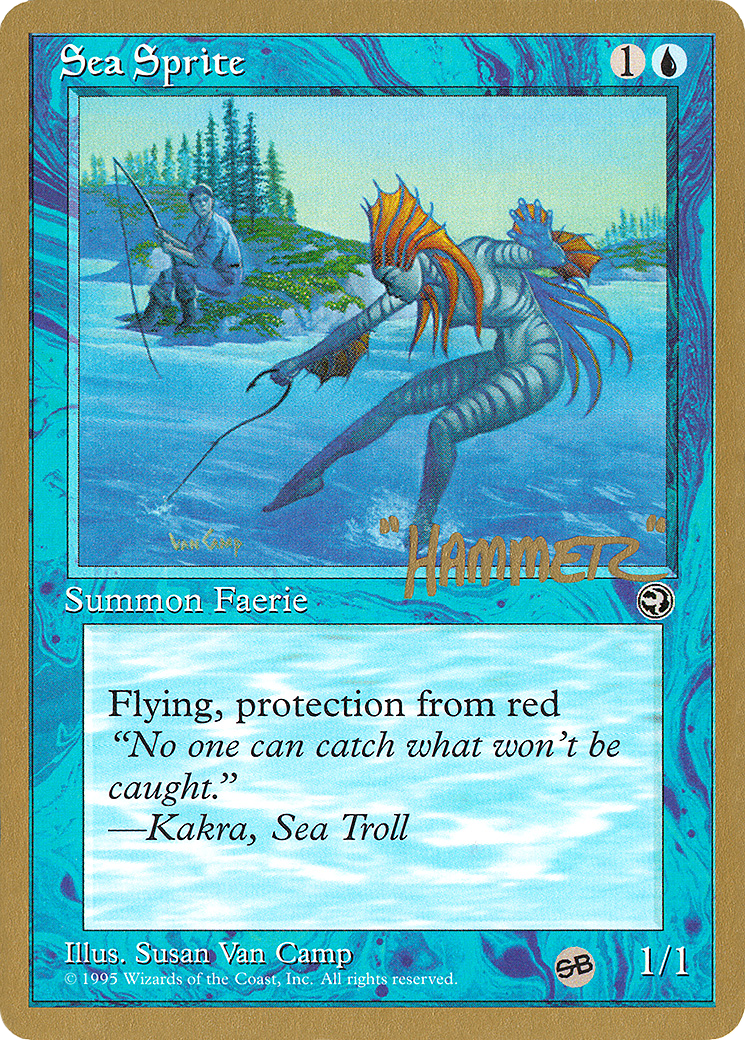 Sea Sprite 1
VAN CAMP
"HAMMER"
Summon Faerie
Flying, protection from red
“No one can catch what won’t be
caught.”
—Kakra, Sea Troll
Illus. Susan Van Camp
© 1995 Wizards of the Coast, Inc. All rights reserved.
SB
1/1